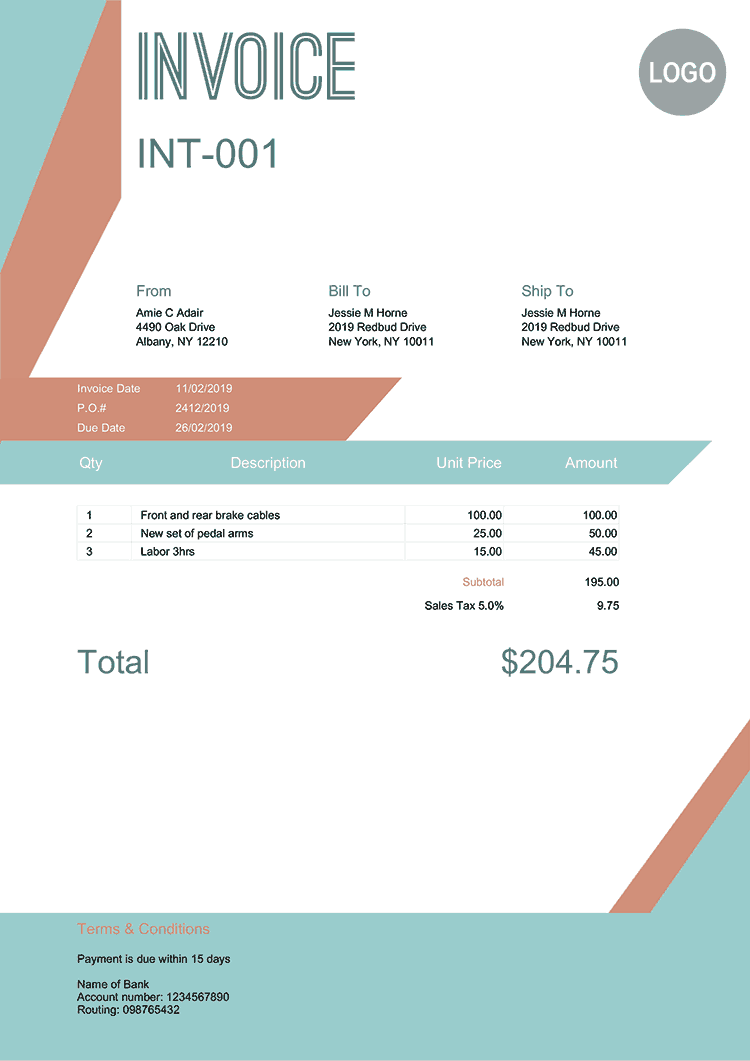 INVOICE
LOGO
INT-001
From
Amie C Adair
4490 Oak Drive
Albany, NY 12210
Bill To
Jessie M Horne
2019 Redbud Drive
New York, NY 10011
Ship To
Jessie M Horne
2019 Redbud Drive
New York, NY 10011
Invoice Date 11/02/2019
P.O.# 2412/2019
Due Date 26/02/2019
Qty Description Unit Price Amount
1 Front and rear brake cables 100.00 100.00
2 New set of pedal arms 25.00 50.00
3 Labor 3hrs 15.00 45.00
Subtotal 195.00
Sales Tax 5.0% 9.75
Total $204.75
Terms & Conditions
Payment is due within 15 days
Name of Bank
Account number: 1234567890
Routing: 098765432